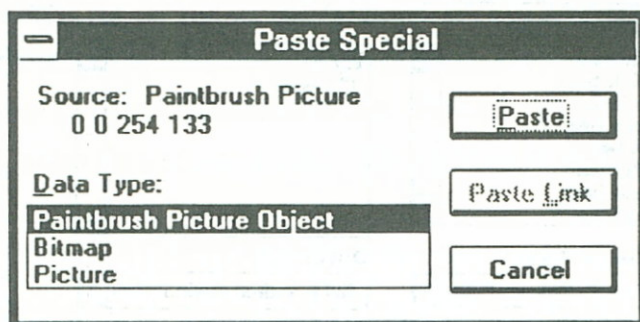 Paste Special
Source: Paintbrush Picture
0 0 254 133
Paste
Data Type:
Paste Link
Paintbrush Picture Object
Bitmap
Picture
Cancel